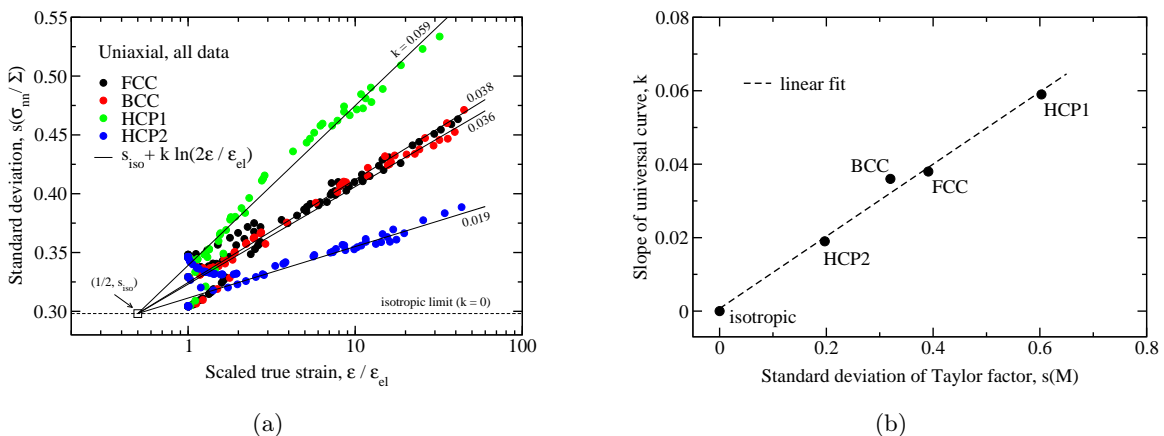 Standard deviation, s(σnn / Σ)
0.55
0.50
0.45
0.40
0.35
0.30
Uniaxial, all data
FCC
BCC
HCP1
HCP2
s_iso + k ln(2ε / ε_el)
k = 0.059
0.038
0.036
0.019
(1/2, s_iso)
isotropic limit (k = 0)
1 10 100
Scaled true strain, ε / ε_el
(a)
Slope of universal curve, k
0.08
0.06
0.04
0.02
0
linear fit
HCP1
BCC
FCC
HCP2
isotropic
0 0.2 0.4 0.6 0.8
Standard deviation of Taylor factor, s(M)
(b)